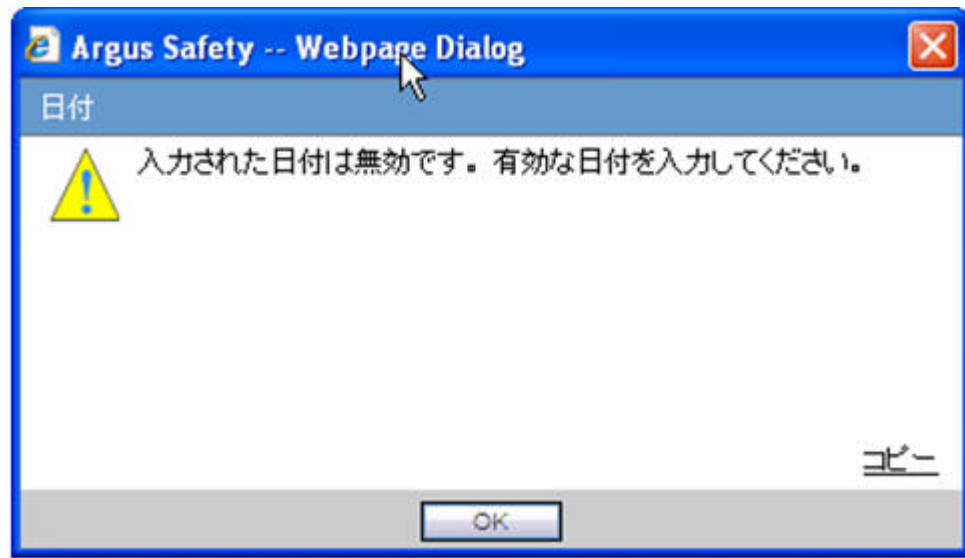 Argus Safety -- Webpage Dialog
日付
入力された日付は無効です。有効な日付を入力してください。
コピー
OK